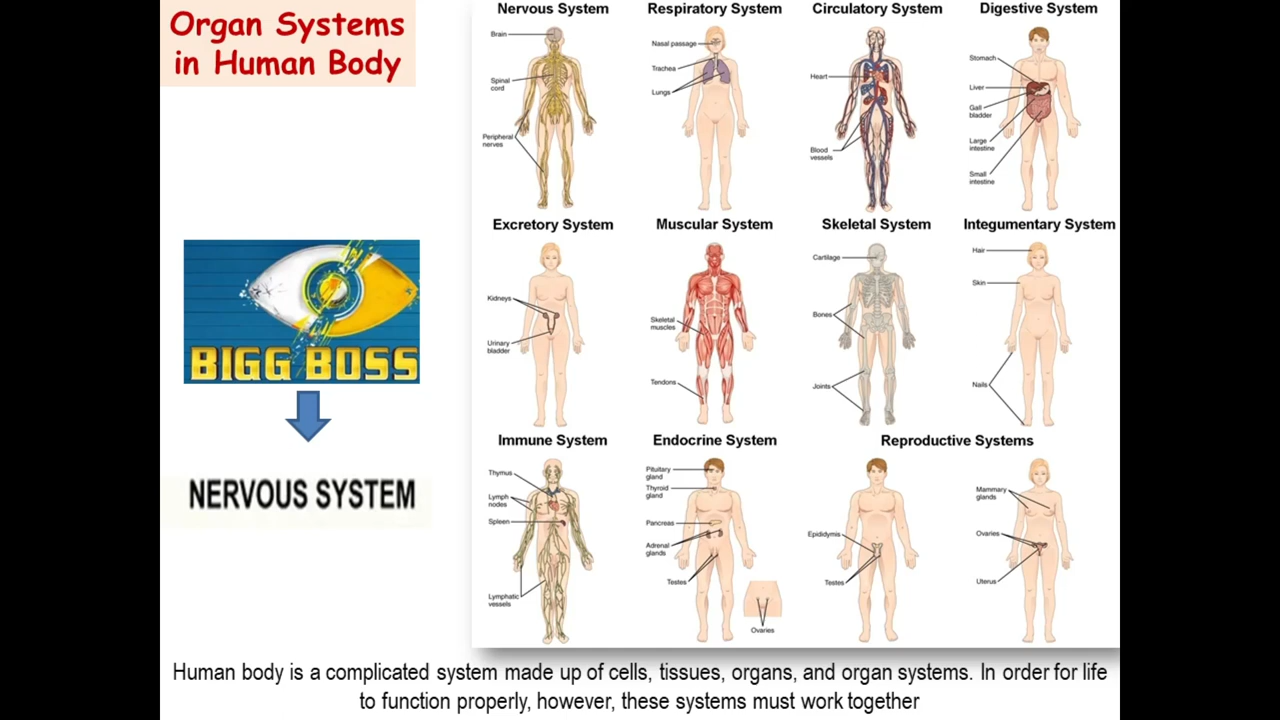 Organ Systems
in Human Body
BIGG BOSS
NERVOUS SYSTEM
Nervous System
Brain
Spinal
cord
Peripheral
nerves
Respiratory System
Nasal passage
Trachea
Lungs
Circulatory System
Heart
Blood
vessels
Digestive System
Stomach
Liver
Gall
bladder
Large
intestine
Small
intestine
Excretory System
Kidneys
Urinary
bladder
Muscular System
Skeletal
muscles
Tendons
Skeletal System
Cartilage
Bones
Joints
Integumentary System
Hair
Skin
Nails
Immune System
Thymus
Lymph
nodes
Spleen
Lymphatic
vessels
Endocrine System
Pituitary
gland
Thyroid
gland
Pancreas
Adrenal
glands
Testes
Ovaries
Reproductive Systems
Epididymis
Testes
Mammary
glands
Ovaries
Uterus
Human body is a complicated system made up of cells, tissues, organs, and organ systems. In order for life
to function properly, however, these systems must work together